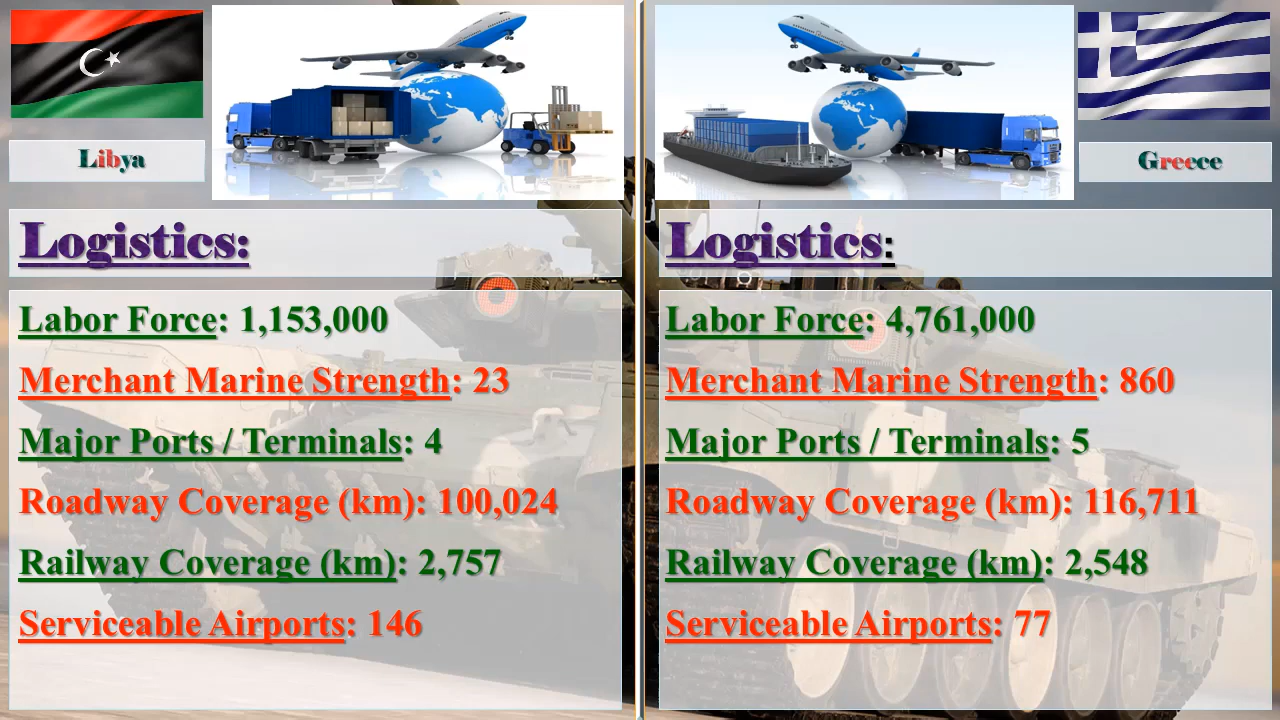 Libya
Logistics:
Labor Force: 1,153,000
Merchant Marine Strength: 23
Major Ports / Terminals: 4
Roadway Coverage (km): 100,024
Railway Coverage (km): 2,757
Serviceable Airports: 146
Greece
Logistics:
Labor Force: 4,761,000
Merchant Marine Strength: 860
Major Ports / Terminals: 5
Roadway Coverage (km): 116,711
Railway Coverage (km): 2,548
Serviceable Airports: 77